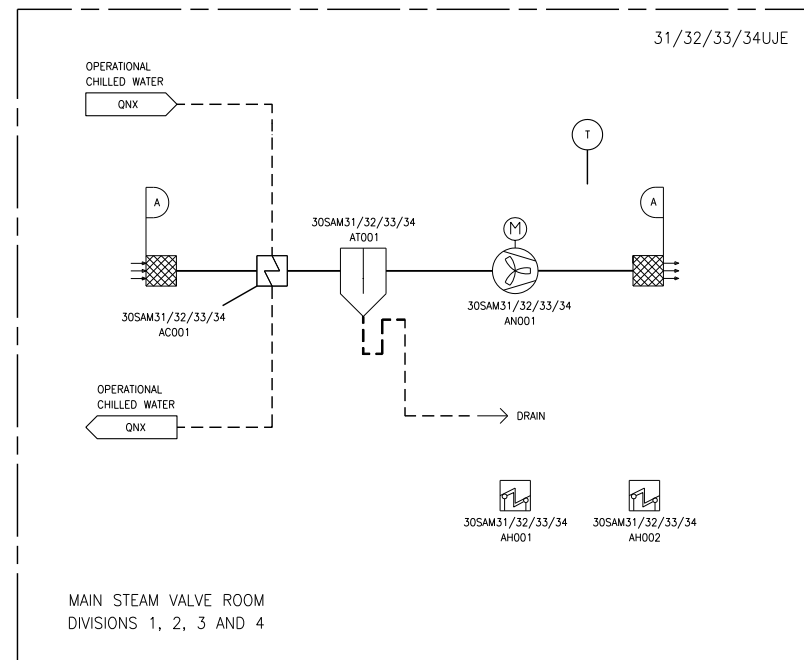 31/32/33/34UJE
OPERATIONAL
CHILLED WATER
QNX
T
A
A
30SAM31/32/33/34
AT001
M
30SAM31/32/33/34
AN001
30SAM31/32/33/34
AC001
OPERATIONAL
CHILLED WATER
QNX
DRAIN
30SAM31/32/33/34
AH001
30SAM31/32/33/34
AH002
MAIN STEAM VALVE ROOM
DIVISIONS 1, 2, 3 AND 4